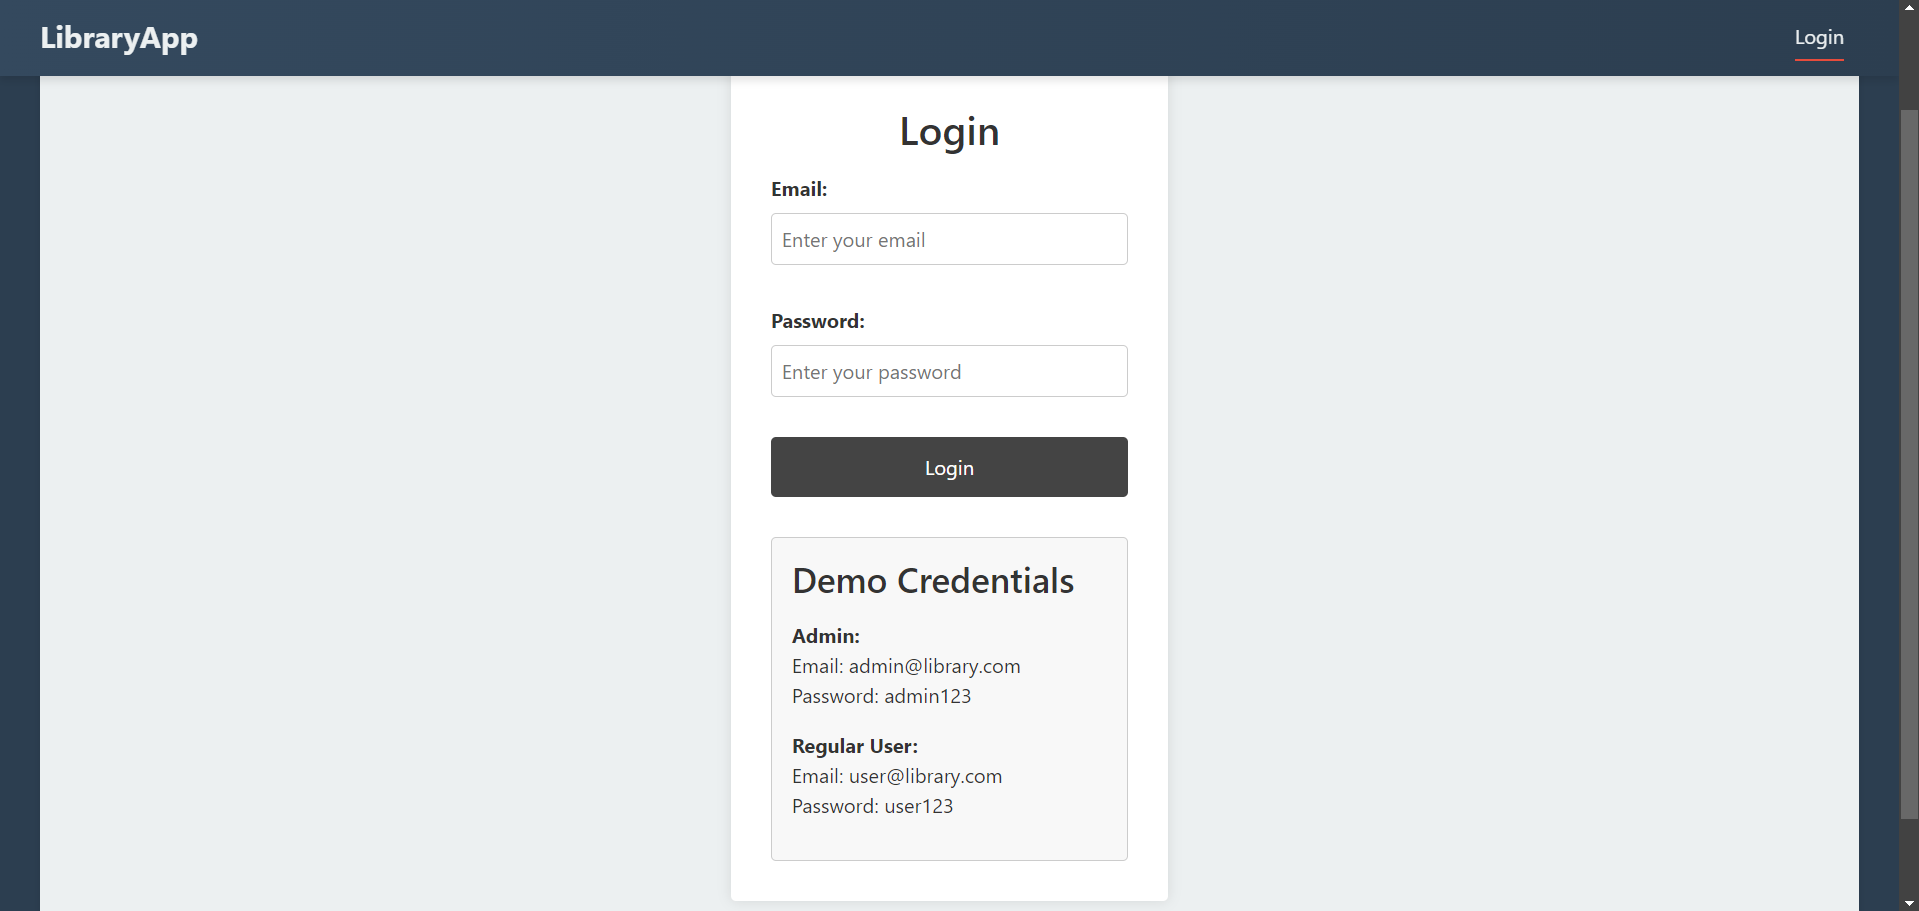 LibraryApp
Login
Login
Email:
Enter your email
Password:
Enter your password
Login
Demo Credentials
Admin:
Email: admin@library.com
Password: admin123
Regular User:
Email: user@library.com
Password: user123